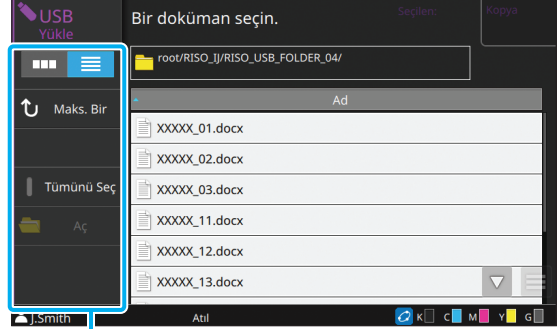 USB
Yükle
Bir doküman seçin.
Seçilen:
Kopya
root/RISO_IJ/RISO_USB_FOLDER_04/
Maks. Bir
Ad
XXXXX_01.docx
XXXXX_02.docx
XXXXX_03.docx
Tümünü Seç
XXXXX_11.docx
Aç
XXXXX_12.docx
XXXXX_13.docx
J.Smith
Atıl
K C M Y G